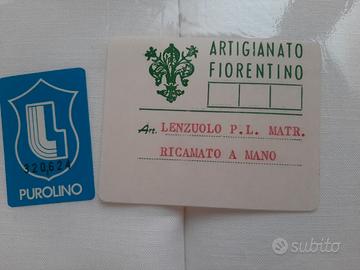 ARTIGIANATO
FIORENTINO
Art. LENZUOLO P.L. MATR.
RICAMATO A MANO
L
320624
PUROLINO
subito